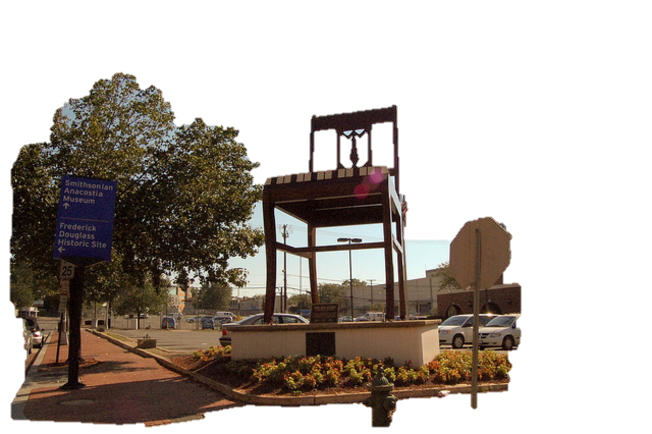 Smithsonian
Anacostia
Museum
↑
Frederick
Douglass
Historic Site
←
25